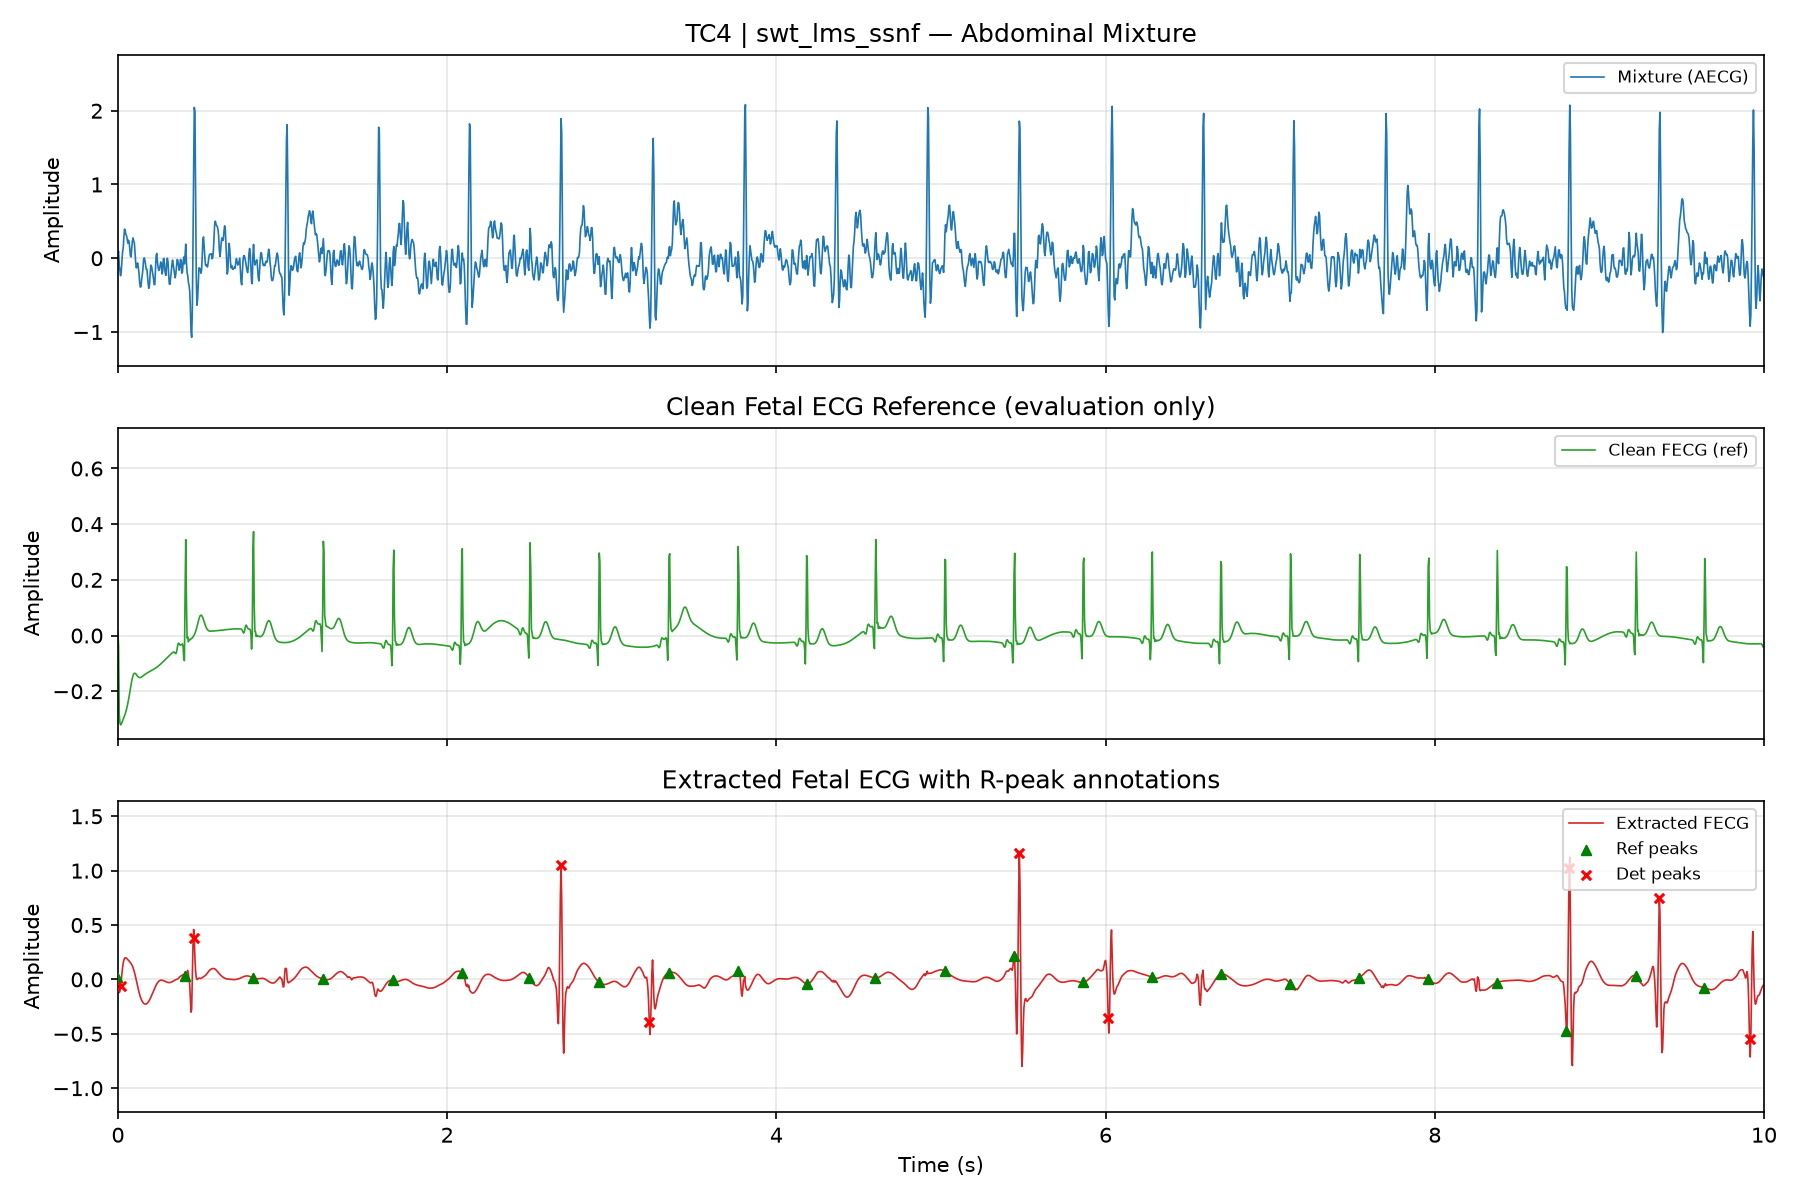 TC4 | swt_lms_ssnf — Abdominal Mixture
Mixture (AECG)
Amplitude
2
1
0
−1
Clean Fetal ECG Reference (evaluation only)
Clean FECG (ref)
Amplitude
0.6
0.4
0.2
0.0
−0.2
Extracted Fetal ECG with R-peak annotations
Extracted FECG
Ref peaks
Det peaks
Amplitude
1.5
1.0
0.5
0.0
−0.5
−1.0
0 2 4 6 8 10
Time (s)